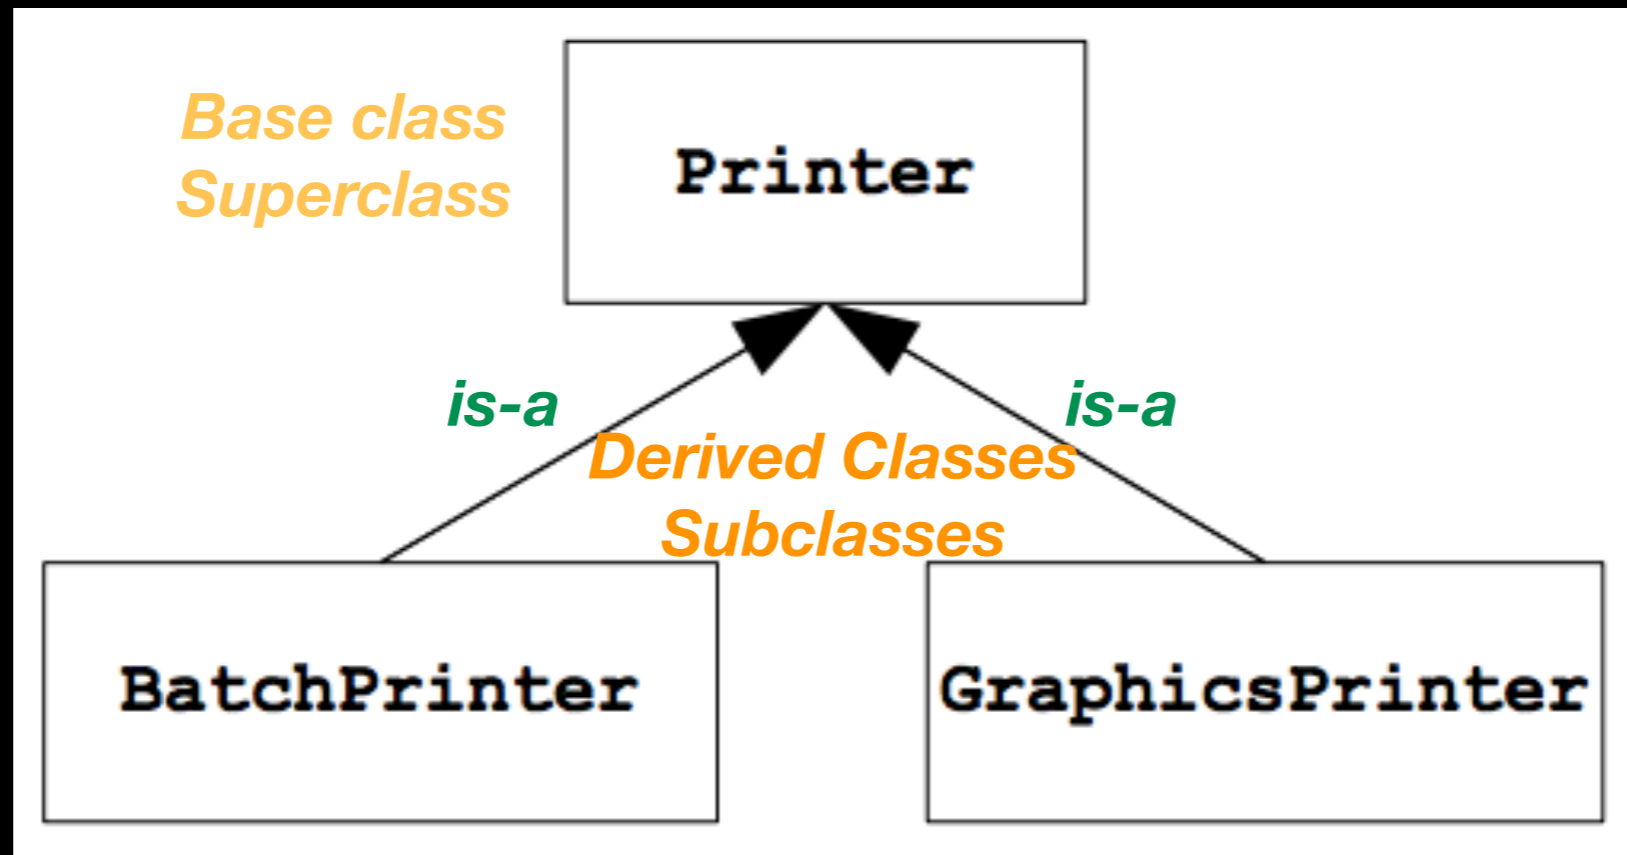 Base class
Superclass
Printer
is-a
is-a
Derived Classes
Subclasses
BatchPrinter
GraphicsPrinter